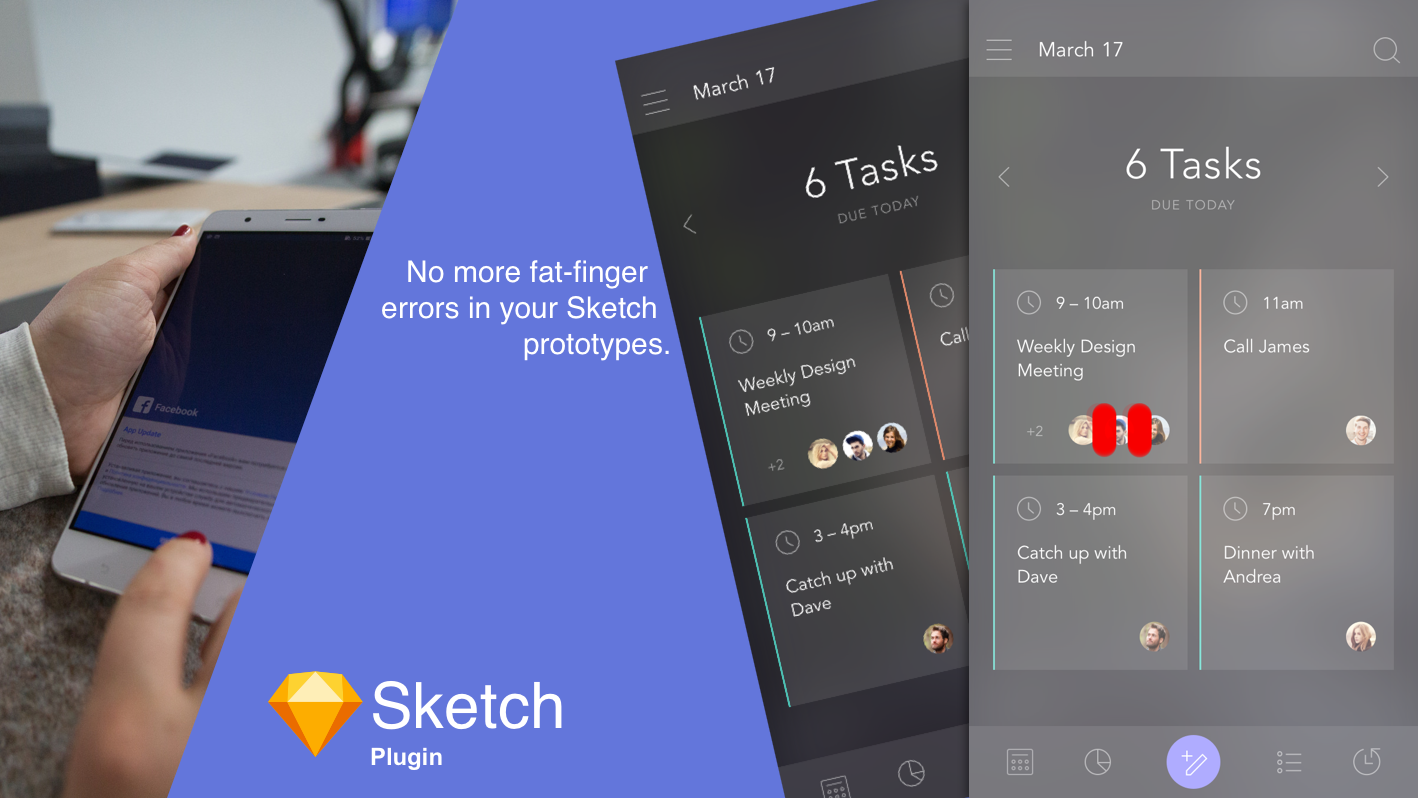 Facebook
App Update
No more fat-finger
errors in your Sketch
prototypes.
Sketch
Plugin
March 17
6 Tasks
DUE TODAY
9 – 10am
Weekly Design
Meeting
+2
Call
3 – 4pm
Catch up with
Dave
March 17
6 Tasks
DUE TODAY
9 – 10am
Weekly Design
Meeting
+2
11am
Call James
3 – 4pm
Catch up with
Dave
7pm
Dinner with
Andrea